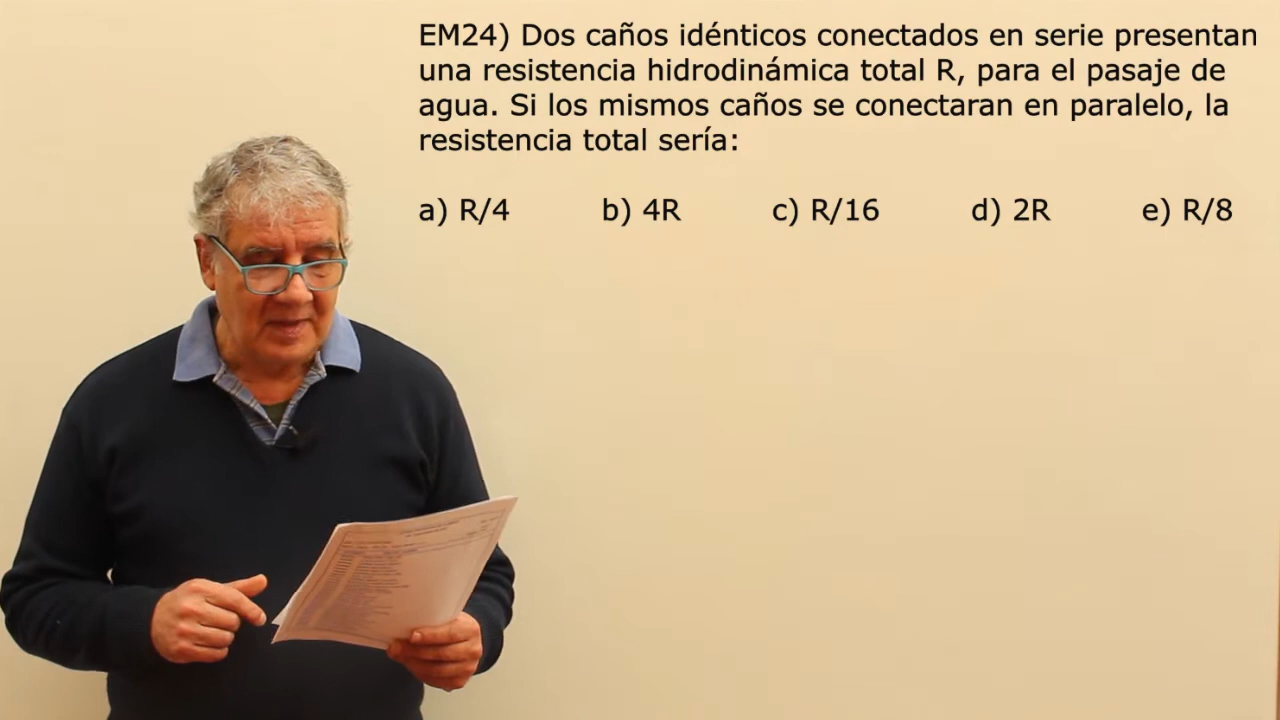 EM24) Dos caños idénticos conectados en serie presentan
una resistencia hidrodinámica total R, para el pasaje de
agua. Si los mismos caños se conectaran en paralelo, la
resistencia total sería:
a) R/4 b) 4R c) R/16 d) 2R e) R/8